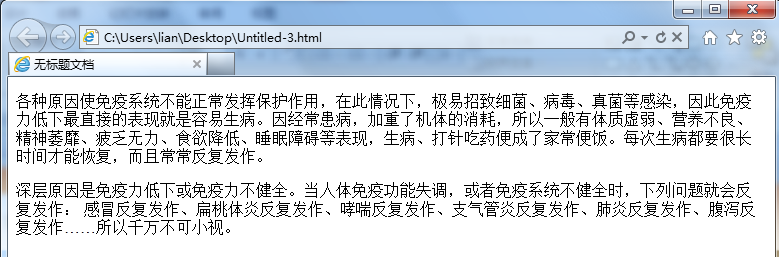 C:\Users\lian\Desktop\Untitled-3.html
无标题文档
各种原因使免疫系统不能正常发挥保护作用，在此情况下，极易招致细菌、病毒、真菌等感染，因此免疫
力低下最直接的表现就是容易生病。因经常患病，加重了机体的消耗，所以一般有体质虚弱、营养不良、
精神萎靡、疲乏无力、食欲降低、睡眠障碍等表现，生病、打针吃药便成了家常便饭。每次生病都要很长
时间才能恢复，而且常常反复发作。
深层原因是免疫力低下或免疫力不健全。当人体免疫功能失调，或者免疫系统不健全时，下列问题就会反
复发作： 感冒反复发作、扁桃体炎反复发作、哮喘反复发作、支气管炎反复发作、肺炎反复发作、腹泻反
复发作……所以千万不可小视。